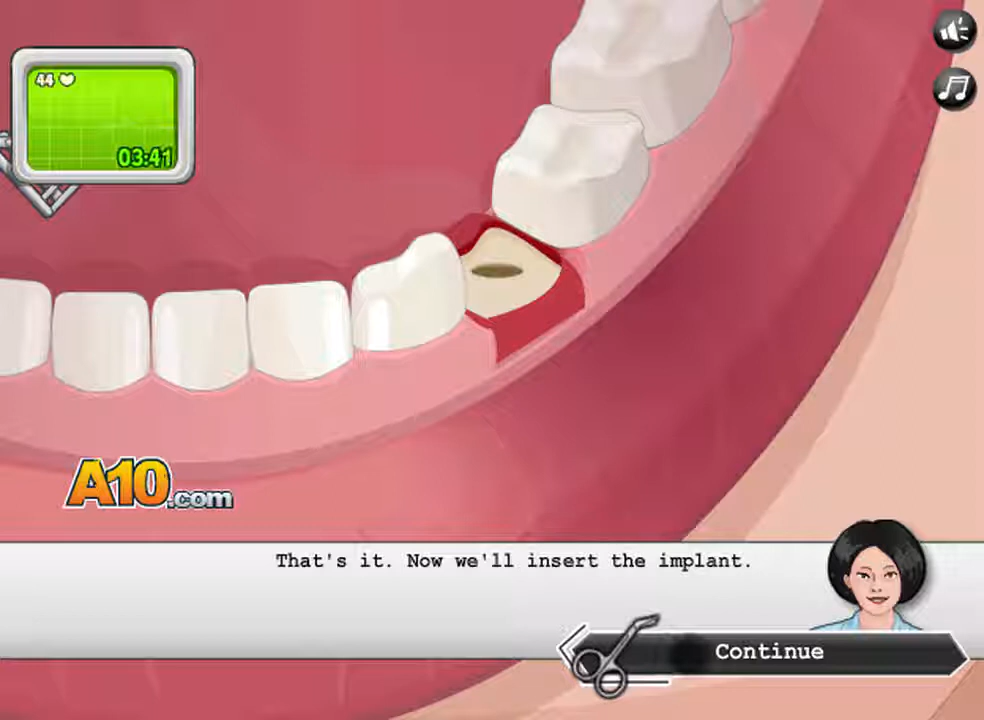 44
03:41
A10.com
That's it. Now we'll insert the implant.
Continue